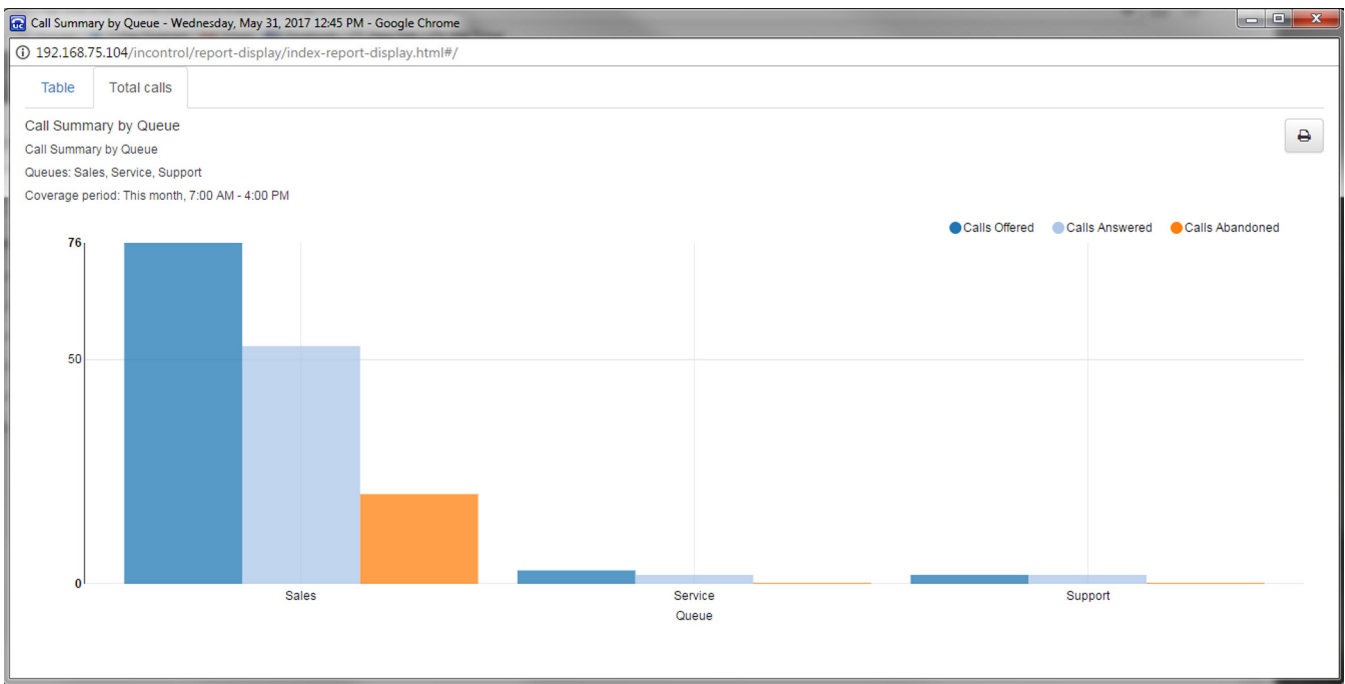 Call Summary by Queue - Wednesday, May 31, 2017 12:45 PM - Google Chrome
192.168.75.104/incontrol/report-display/index-report-display.html#/
Table Total calls
Call Summary by Queue
Call Summary by Queue
Queues: Sales, Service, Support
Coverage period: This month, 7:00 AM - 4:00 PM
Calls Offered Calls Answered Calls Abandoned
76
50
0
Sales Service Support
Queue